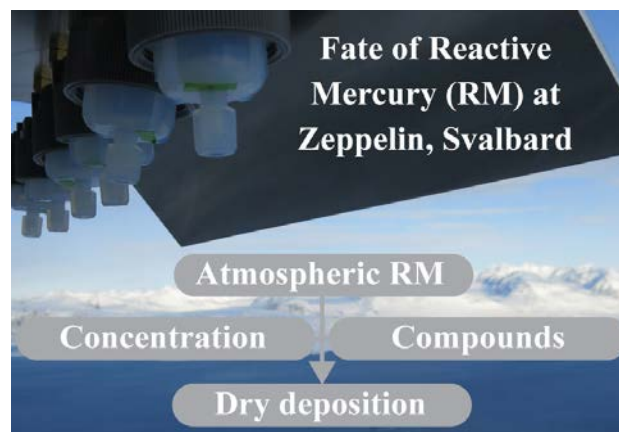 Fate of Reactive
Mercury (RM) at
Zeppelin, Svalbard
Atmospheric RM
Concentration
Compounds
Dry deposition